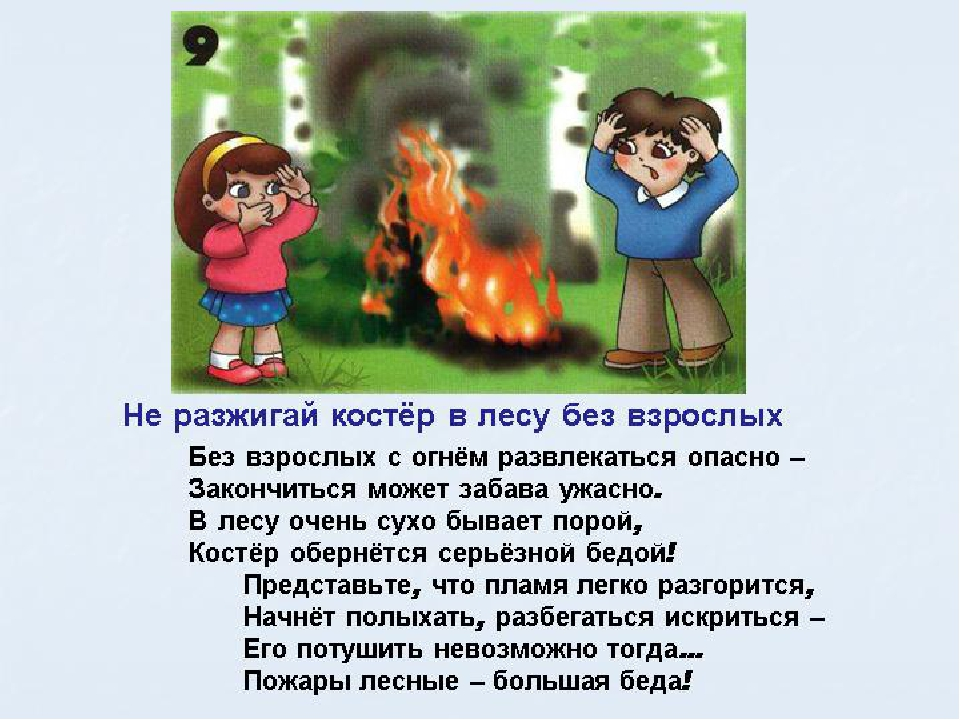 9
Не разжигай костёр в лесу без взрослых
Без взрослых с огнём развлекаться опасно –
Закончиться может забава ужасно.
В лесу очень сухо бывает порой,
Костёр обернётся серьёзной бедой!
Представьте, что пламя легко разгорится,
Начнёт полыхать, разбегаться искриться –
Его потушить невозможно тогда...
Пожары лесные – большая беда!